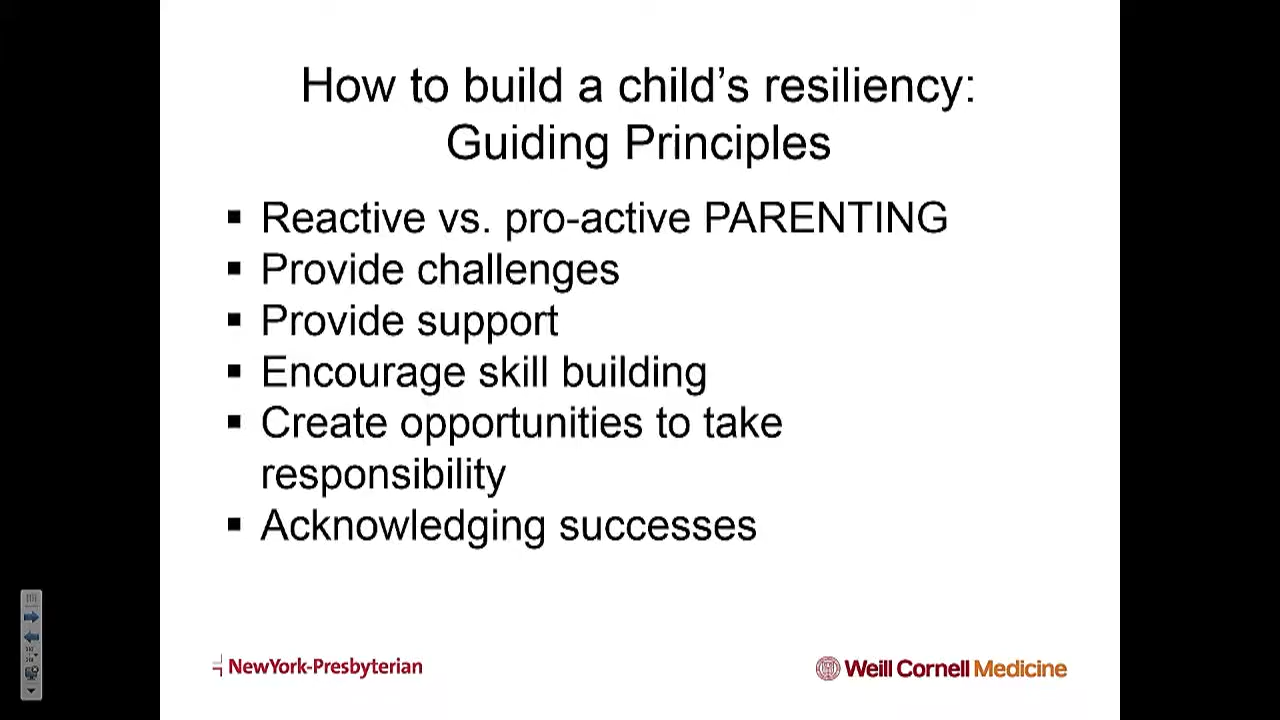 How to build a child’s resiliency:
Guiding Principles
▪ Reactive vs. pro-active PARENTING
▪ Provide challenges
▪ Provide support
▪ Encourage skill building
▪ Create opportunities to take
responsibility
▪ Acknowledging successes
NewYork-Presbyterian
Weill Cornell Medicine